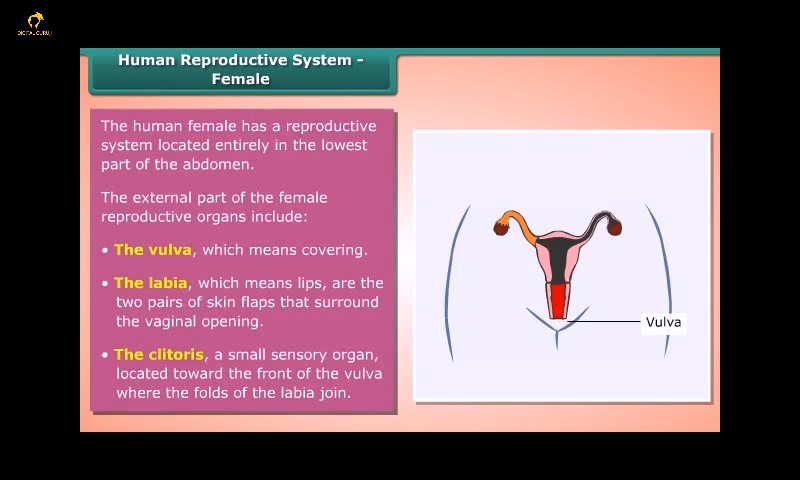 DIGITAL GURUJI
Human Reproductive System -
Female
The human female has a reproductive
system located entirely in the lowest
part of the abdomen.
The external part of the female
reproductive organs include:
• The vulva, which means covering.
• The labia, which means lips, are the
two pairs of skin flaps that surround
the vaginal opening.
• The clitoris, a small sensory organ,
located toward the front of the vulva
where the folds of the labia join.
Vulva